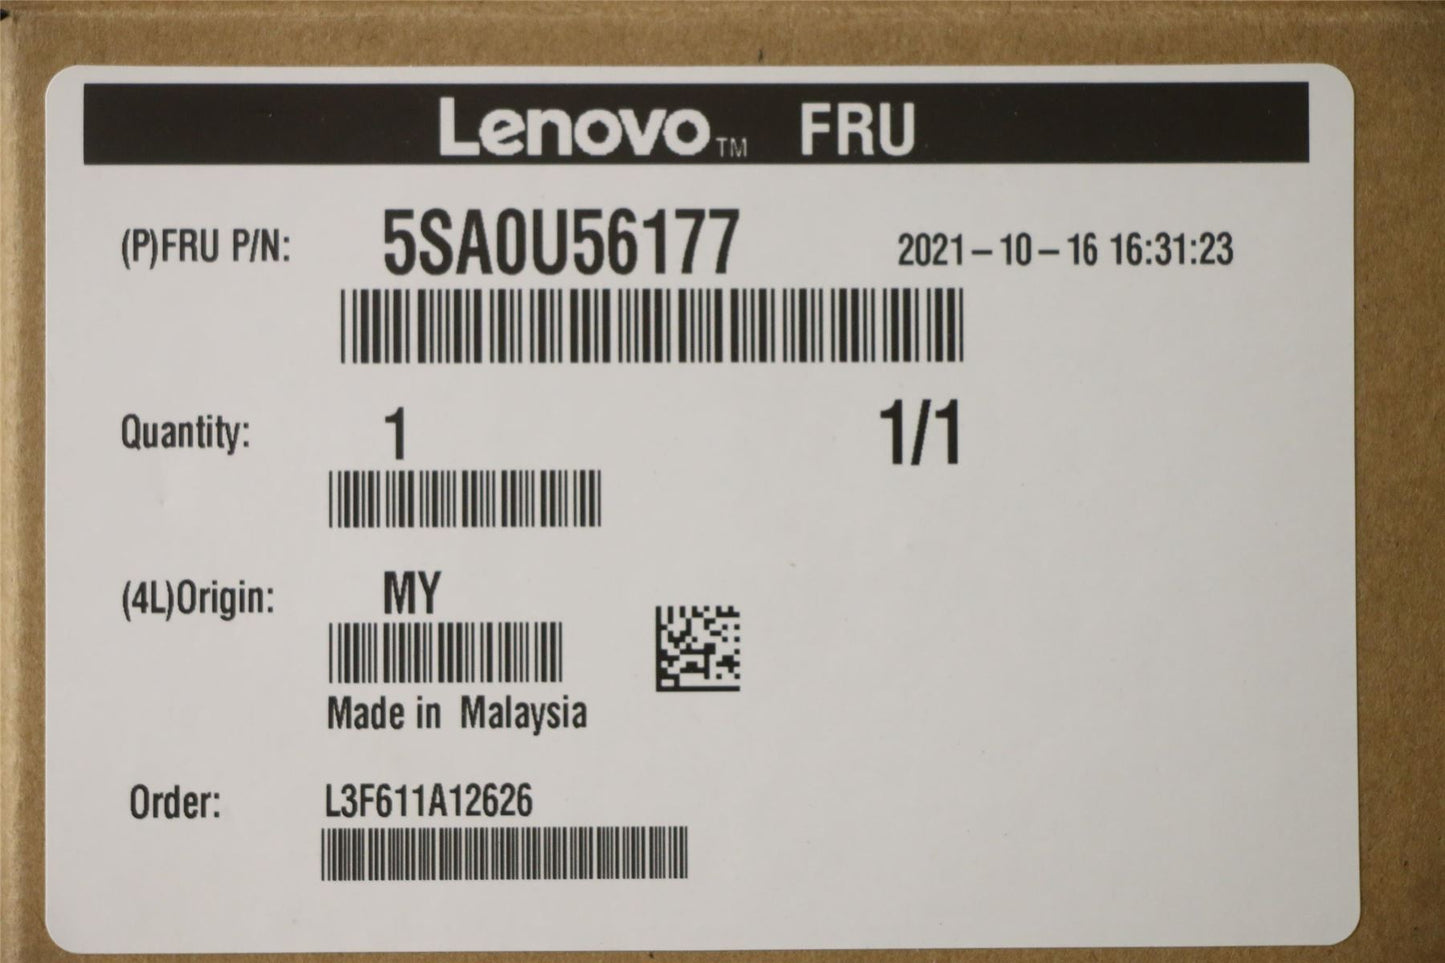 Lenovo™ FRU
(P)FRU P/N: 5SA0U56177 2021-10-16 16:31:23
Quantity: 1 1/1
(4L)Origin: MY
Made in Malaysia
Order: L3F611A12626